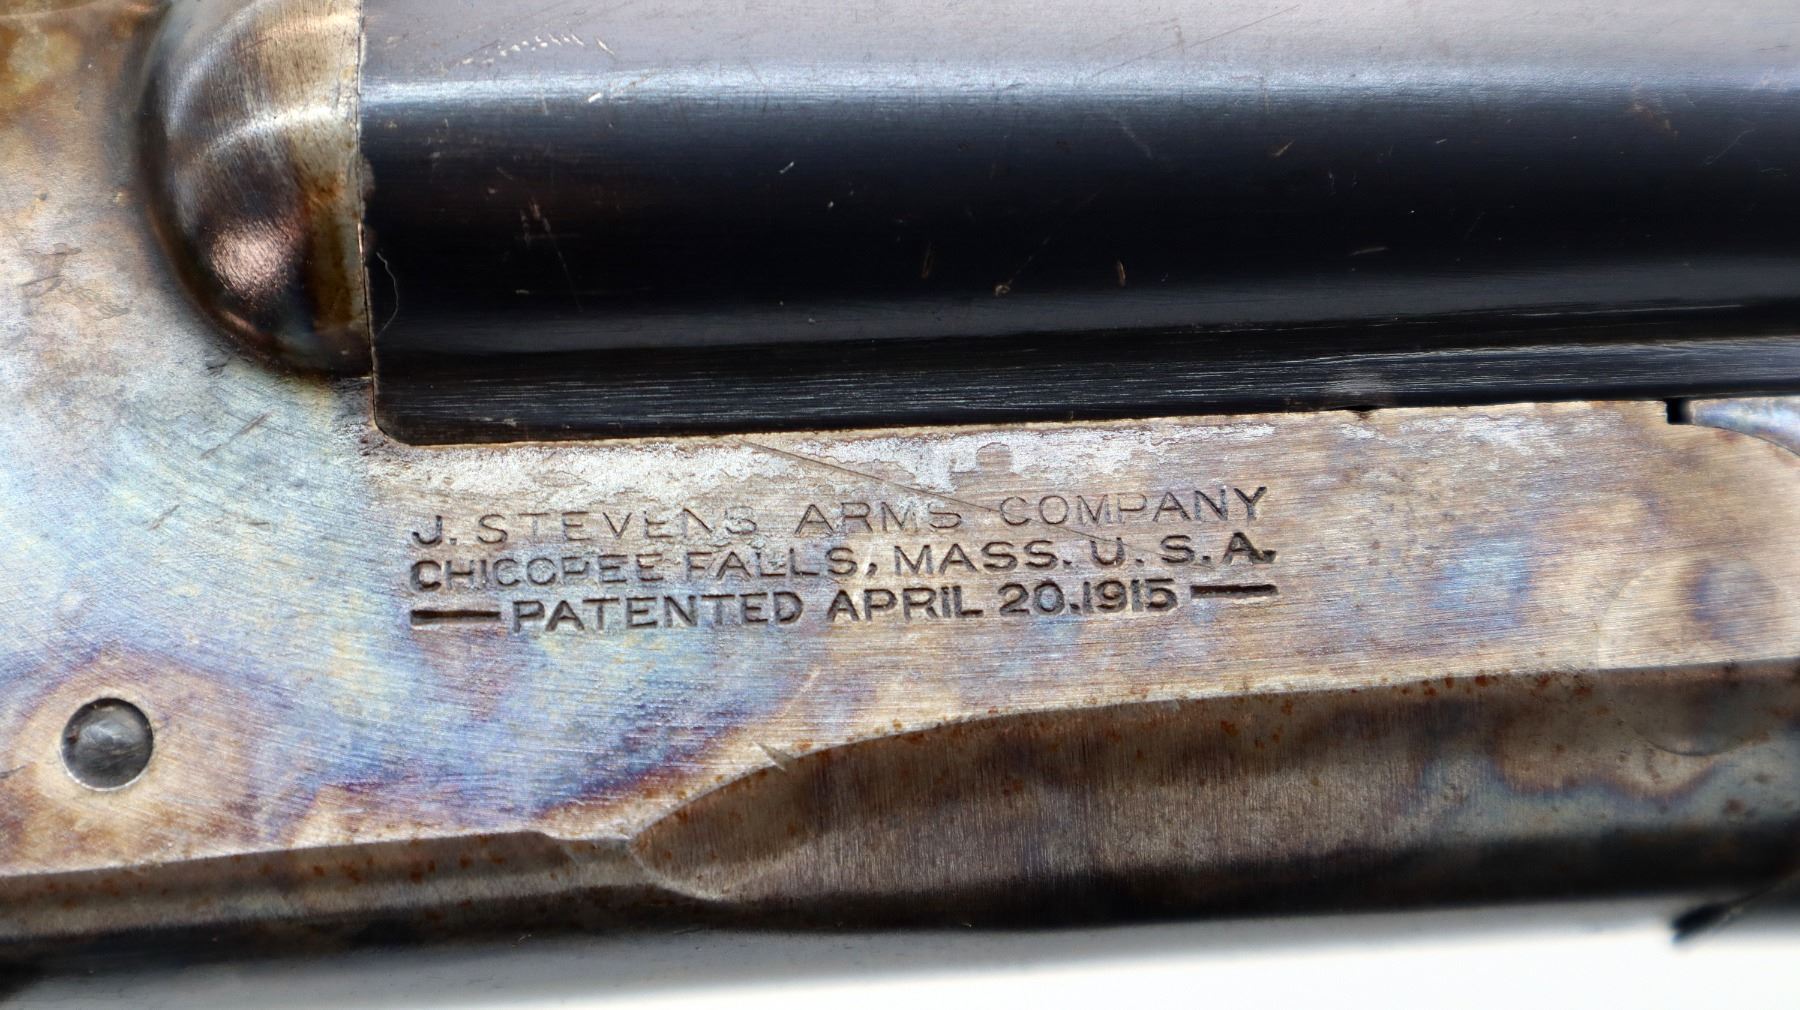 J. STEVENS ARMS COMPANY
CHICOPEE FALLS, MASS. U. S. A.
— PATENTED APRIL 20. 1915 —